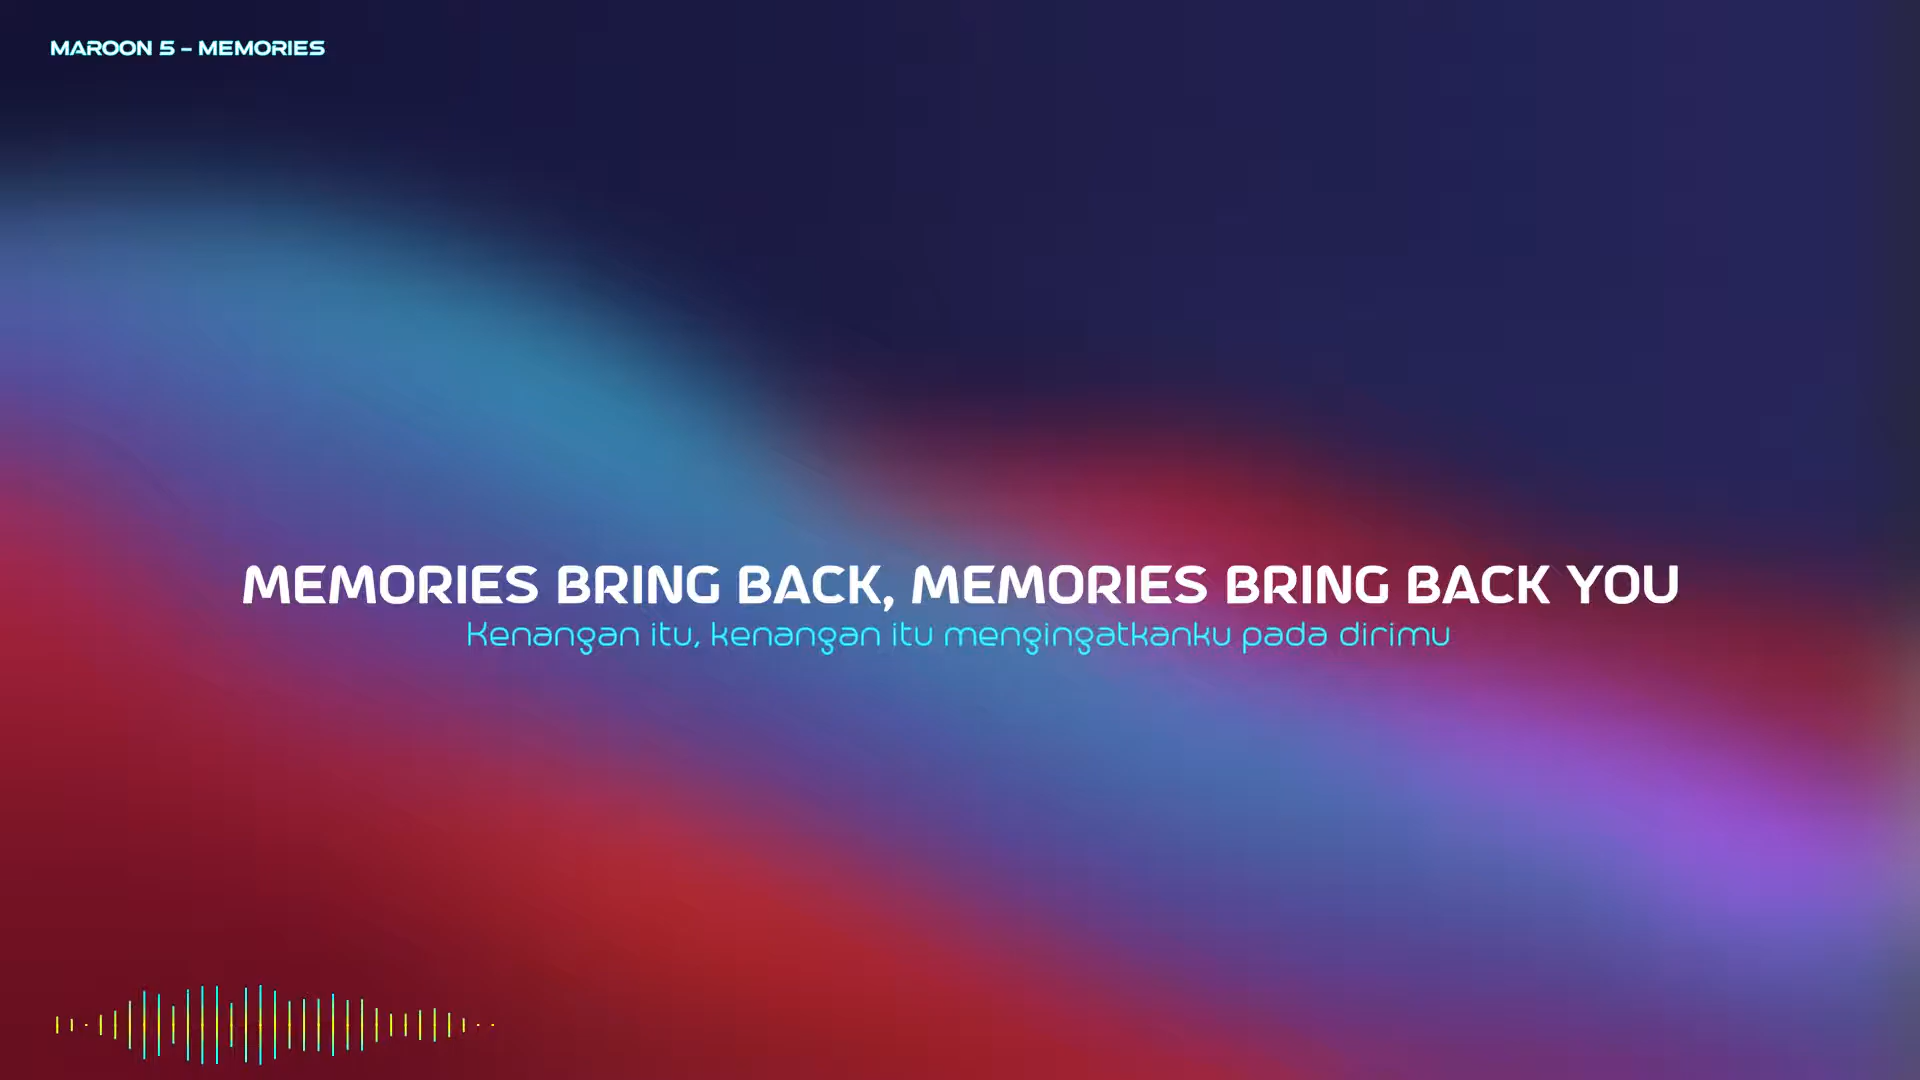 MAROON 5 - MEMORIES
MEMORIES BRING BACK, MEMORIES BRING BACK YOU
Kenangan itu, kenangan itu mengingatkanku pada dirimu